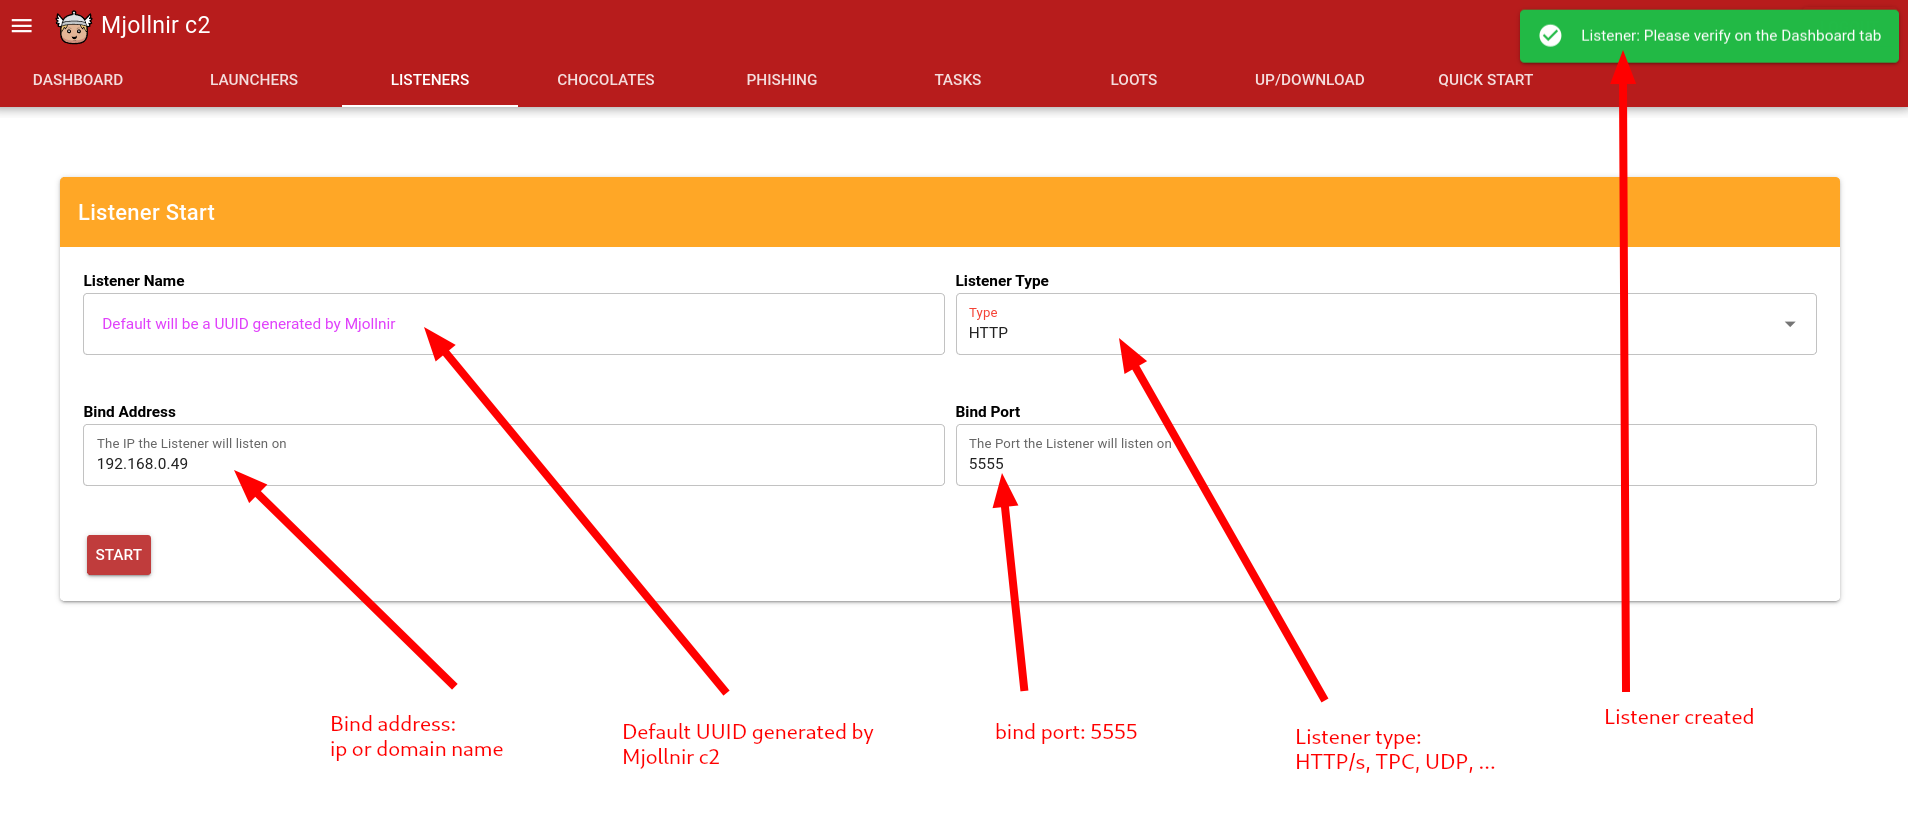 Mjollnir c2
Listener: Please verify on the Dashboard tab
DASHBOARD LAUNCHERS LISTENERS CHOCOLATES PHISHING TASKS LOOTS UP/DOWNLOAD QUICK START
Listener Start
Listener Name
Default will be a UUID generated by Mjollnir
Listener Type
Type
HTTP
Bind Address
The IP the Listener will listen on
192.168.0.49
Bind Port
The Port the Listener will listen on
5555
START
Bind address:
ip or domain name
Default UUID generated by
Mjollnir c2
bind port: 5555
Listener type:
HTTP/s, TPC, UDP, ...
Listener created